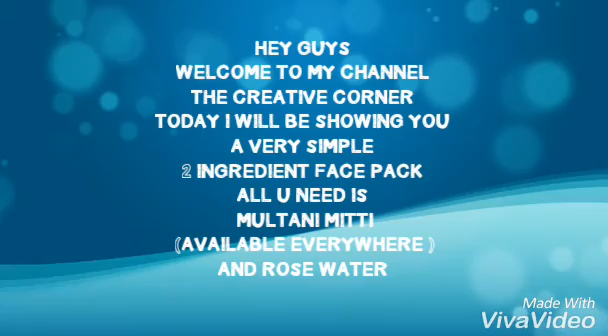 HEY GUYS
WELCOME TO MY CHANNEL
THE CREATIVE CORNER
TODAY I WILL BE SHOWING YOU
A VERY SIMPLE
2 INGREDIENT FACE PACK
ALL U NEED IS
MULTANI MITTI
(AVAILABLE EVERYWHERE )
AND ROSE WATER
Made With
VivaVideo